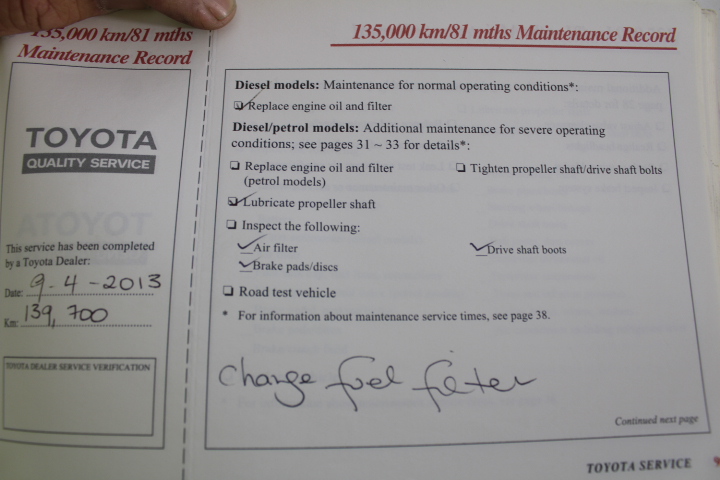 135,000 km/81 mths
Maintenance Record
TOYOTA
QUALITY SERVICE
This service has been completed
by a Toyota Dealer:
Date: 9-4-2013
Km: 139,700
TOYOTA DEALER SERVICE VERIFICATION
135,000 km/81 mths Maintenance Record
Diesel models: Maintenance for normal operating conditions*:
Replace engine oil and filter
Diesel/petrol models: Additional maintenance for severe operating
conditions; see pages 31 ~ 33 for details*:
Replace engine oil and filter
(petrol models)
Tighten propeller shaft/drive shaft bolts
Lubricate propeller shaft
Inspect the following:
Air filter
Drive shaft boots
Brake pads/discs
Road test vehicle
* For information about maintenance service times, see page 38.
Change fuel filter
Continued next page
TOYOTA SERVICE